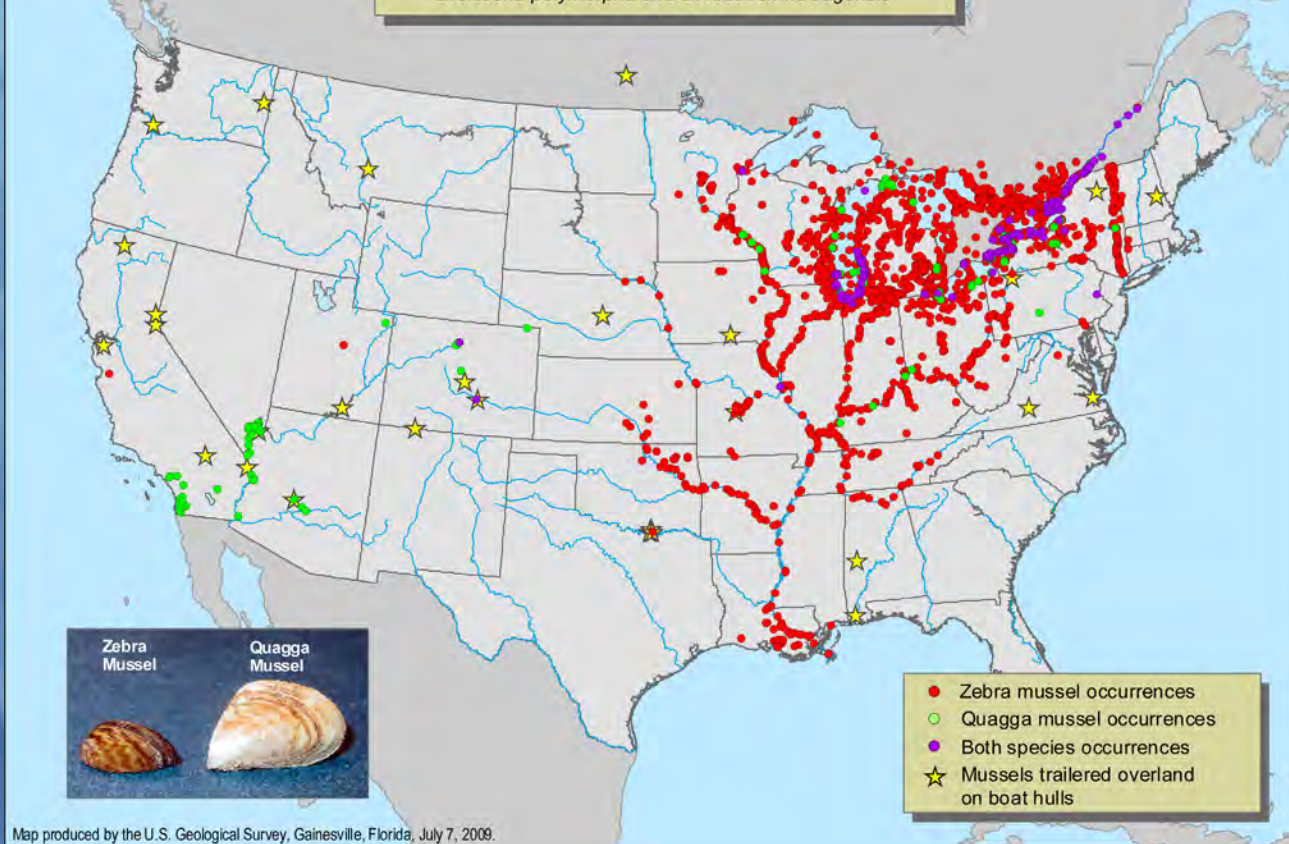 Zebra
Mussel
Quagga
Mussel
Zebra mussel occurrences
Quagga mussel occurrences
Both species occurrences
Mussels trailered overland
on boat hulls
Map produced by the U.S. Geological Survey, Gainesville, Florida, July 7, 2009.